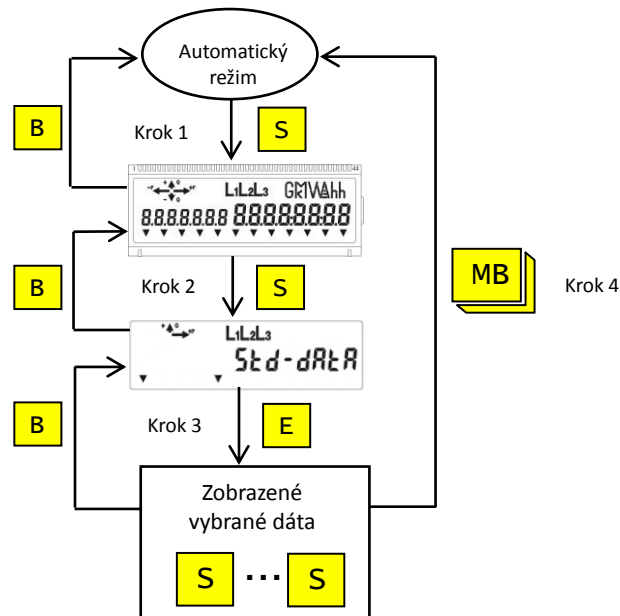 Automatický
režim
B
Krok 1
S
L1L2L3
8.8.8.8.8.8.8 8.8.8.8.8.8.8.8
B
Krok 2
S
MB
Krok 4
L1L2L3
Std-dAtA
B
Krok 3
E
Zobrazené
vybrané dáta
S ... S